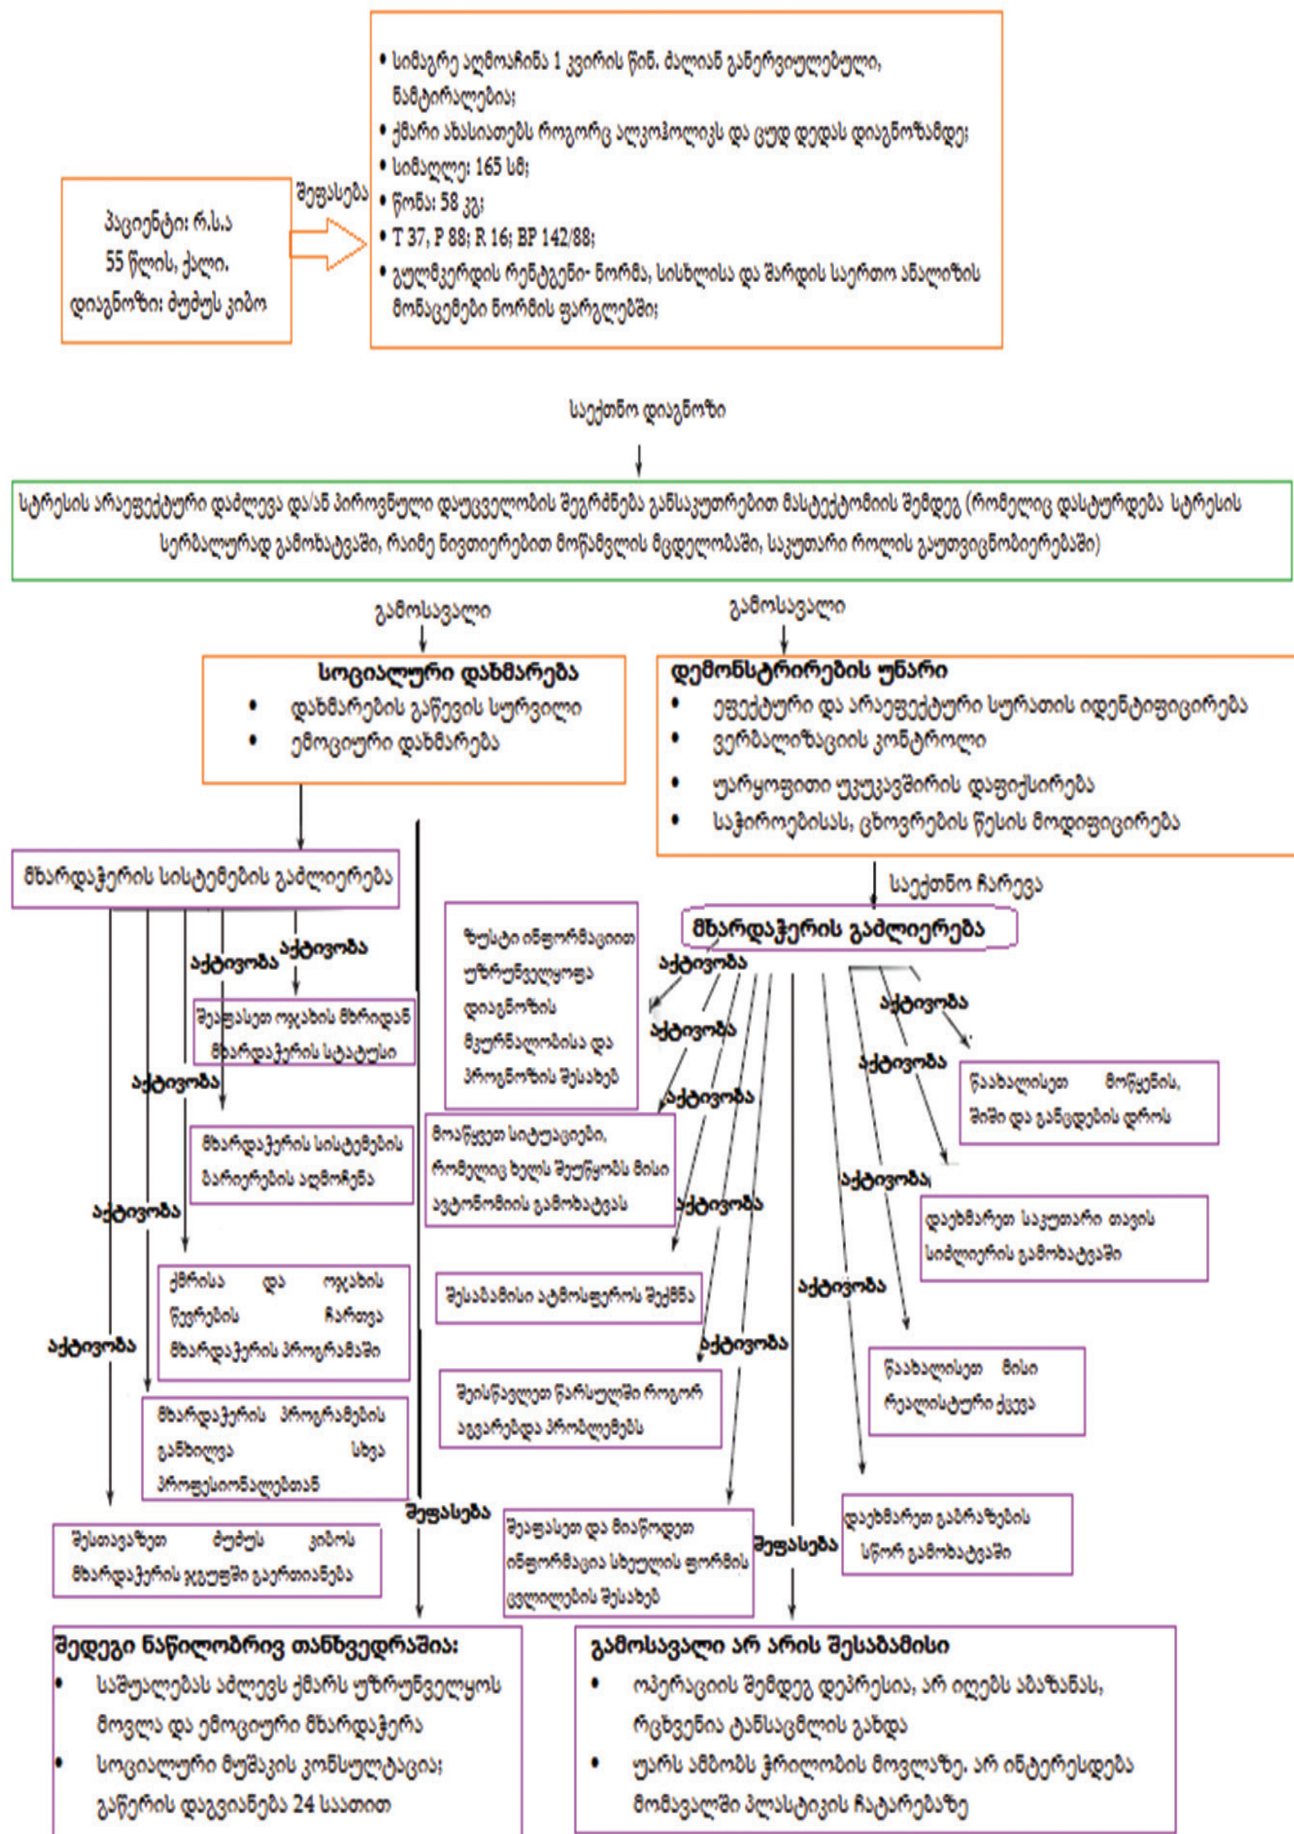 პაციენტი: რ.ს.ა
55 წლის, ქალი.
დიაგნოზი: ძუძუს კიბო
შეფასება
• სიმაგრე აღმოაჩინა 1 კვირის წინ. ძალიან განერვიულებული,
ნამტირალებია;
• ქმარი ახასიათებს როგორც ალკოჰოლიკს და ცუდ დედას დიაგნოზამდე;
• სიმაღლე: 165 სმ;
• წონა: 58 კგ;
• T 37, P 88; R 16; BP 142/88;
• გულმკერდის რენტგენი- ნორმა, სისხლისა და შარდის საერთო ანალიზის
მონაცემები ნორმის ფარგლებში;
საექთნო დიაგნოზი
სტრესის არაეფექტური დაძლევა და/ან პიროვნული დაუცველობის შეგრძნება განსაკუთრებით მასტექტომიის შემდეგ (რომელიც დასტურდება სტრესის
სერბალურად გამოხატვაში, რაიმე ნივთიერებით მოწამვლის მცდელობაში, საკუთარი როლის გაუთვიცნობიერებაში)
გამოსავალი
გამოსავალი
სოციალური დახმარება
• დახმარების გაწევის სურვილი
• ემოციური დახმარება
დემონსტრირების უნარი
• ეფექტური და არაეფექტური სურათის იდენტიფიცირება
• ვერბალიზაციის კონტროლი
• უარყოფითი უკუკავშირის დაფიქსირება
• საჭიროებისას, ცხოვრების წესის მოდიფიცირება
მხარდაჭერის სისტემების გაძლიერება
საექთნო ჩარევა
მხარდაჭერის გაძლიერება
აქტივობა
აქტივობა
შეაფასეთ ოჯახის მხრიდან
მხარდაჭერის სტატუსი
აქტივობა
მხარდაჭერის სისტემების
ბარიერების აღმოჩენა
აქტივობა
ქმრისა და ოჯახის
წევრების ჩართვა
მხარდაჭერის პროგრამაში
აქტივობა
მხარდაჭერის პროგრამების
განხილვა სხვა
პროფესიონალებთან
შესთავაზეთ ძუძუს კიბოს
მხარდაჭერის ჯგუფში გაერთიანება
ზუსტი ინფორმაციით
უზრუნველყოფა
დიაგნოზის
მკურნალობისა და
პროგნოზის შესახებ
აქტივობა
აქტივობა
აქტივობა
მოაწყვეთ სიტუაციები,
რომელიც ხელს შეუწყობს მისი
ავტონომიის გამოხატვას
აქტივობა
შესაბამისი ატმოსფეროს შექმნა
აქტივობა
შეისწავლეთ წარსულში როგორ
აგვარებდა პრობლემებს
შეაფასეთ და მიაწოდეთ
ინფორმაცია სხეულის ფორმის
ცვლილების შესახებ
აქტივობა
აქტივობა
წაახალისეთ მოწყენის,
შიში და განცდების დროს
აქტივობა
დაეხმარეთ საკუთარი თავის
სიძლიერის გამოხატვაში
აქტივობა
წაახალისეთ მისი
რეალისტური ქცევა
დაეხმარეთ გაბრაზების
სწორ გამოხატვაში
შეფასება
შეფასება
შედეგი ნაწილობრივ თანხვედრაშია:
• საშუალებას აძლევს ქმარს უზრუნველყოს
მოვლა და ემოციური მხარდაჭერა
• სოციალური მუშაკის კონსულტაცია;
გაწერის დაგვიანება 24 საათით
გამოსავალი არ არის შესაბამისი
• ოპერაციის შემდეგ დეპრესია, არ იღებს აბაზანას,
რცხვენია ტანსაცმლის გახდა
• უარს ამბობს ჭრილობის მოვლაზე. არ ინტერესდება
მომავალში პლასტიკის ჩატარებაზე